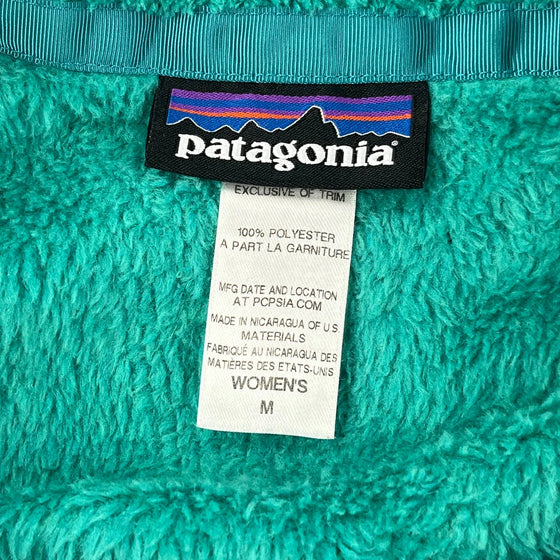 patagonia®
EXCLUSIVE OF TRIM
100% POLYESTER
A PART LA GARNITURE
MFG DATE AND LOCATION
AT PCPSIA.COM
MADE IN NICARAGUA OF U.S.
MATERIALS
FABRIQUÉ AU NICARAGUA DES
MATIÈRES DES ETATS-UNIS
WOMEN'S
M